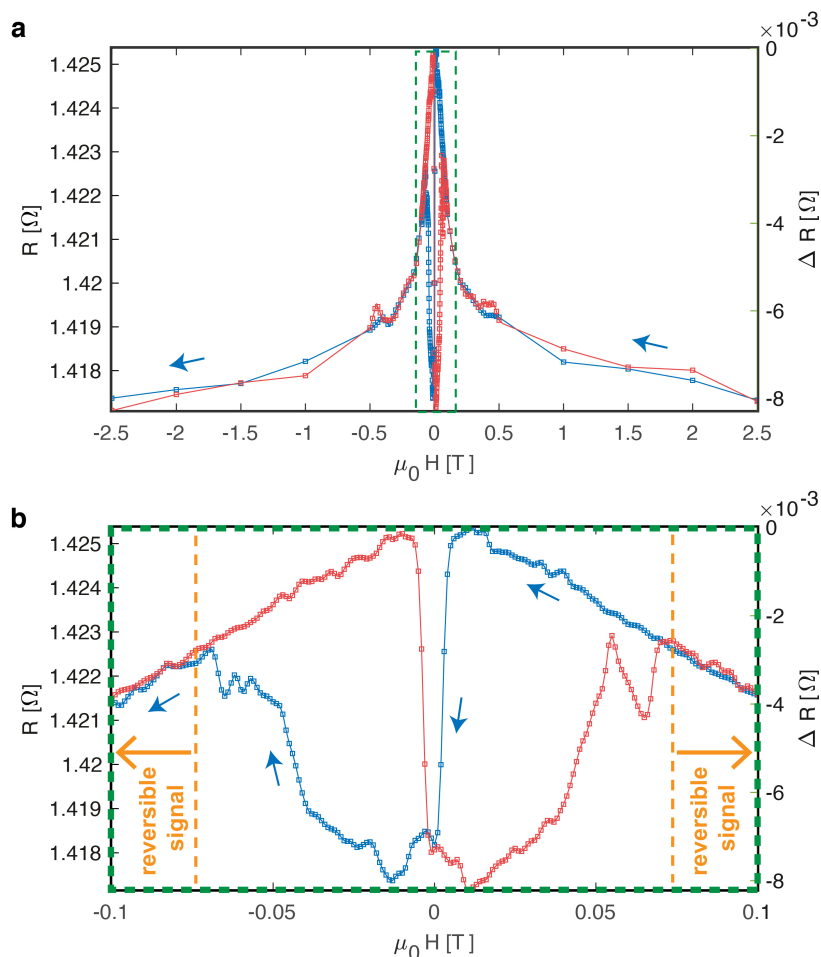 a
×10⁻³
1.425
1.424
1.423
1.422
1.421
1.42
1.419
1.418
R [Ω]
0
-2
-4
-6
-8
Δ R [Ω]
-2.5 -2 -1.5 -1 -0.5 0 0.5 1 1.5 2 2.5
μ₀ H [T]
b
×10⁻³
1.425
1.424
1.423
1.422
1.421
1.42
1.419
1.418
R [Ω]
reversible
signal
reversible
signal
0
-2
-4
-6
-8
Δ R [Ω]
-0.1 -0.05 0 0.05 0.1
μ₀ H [T]